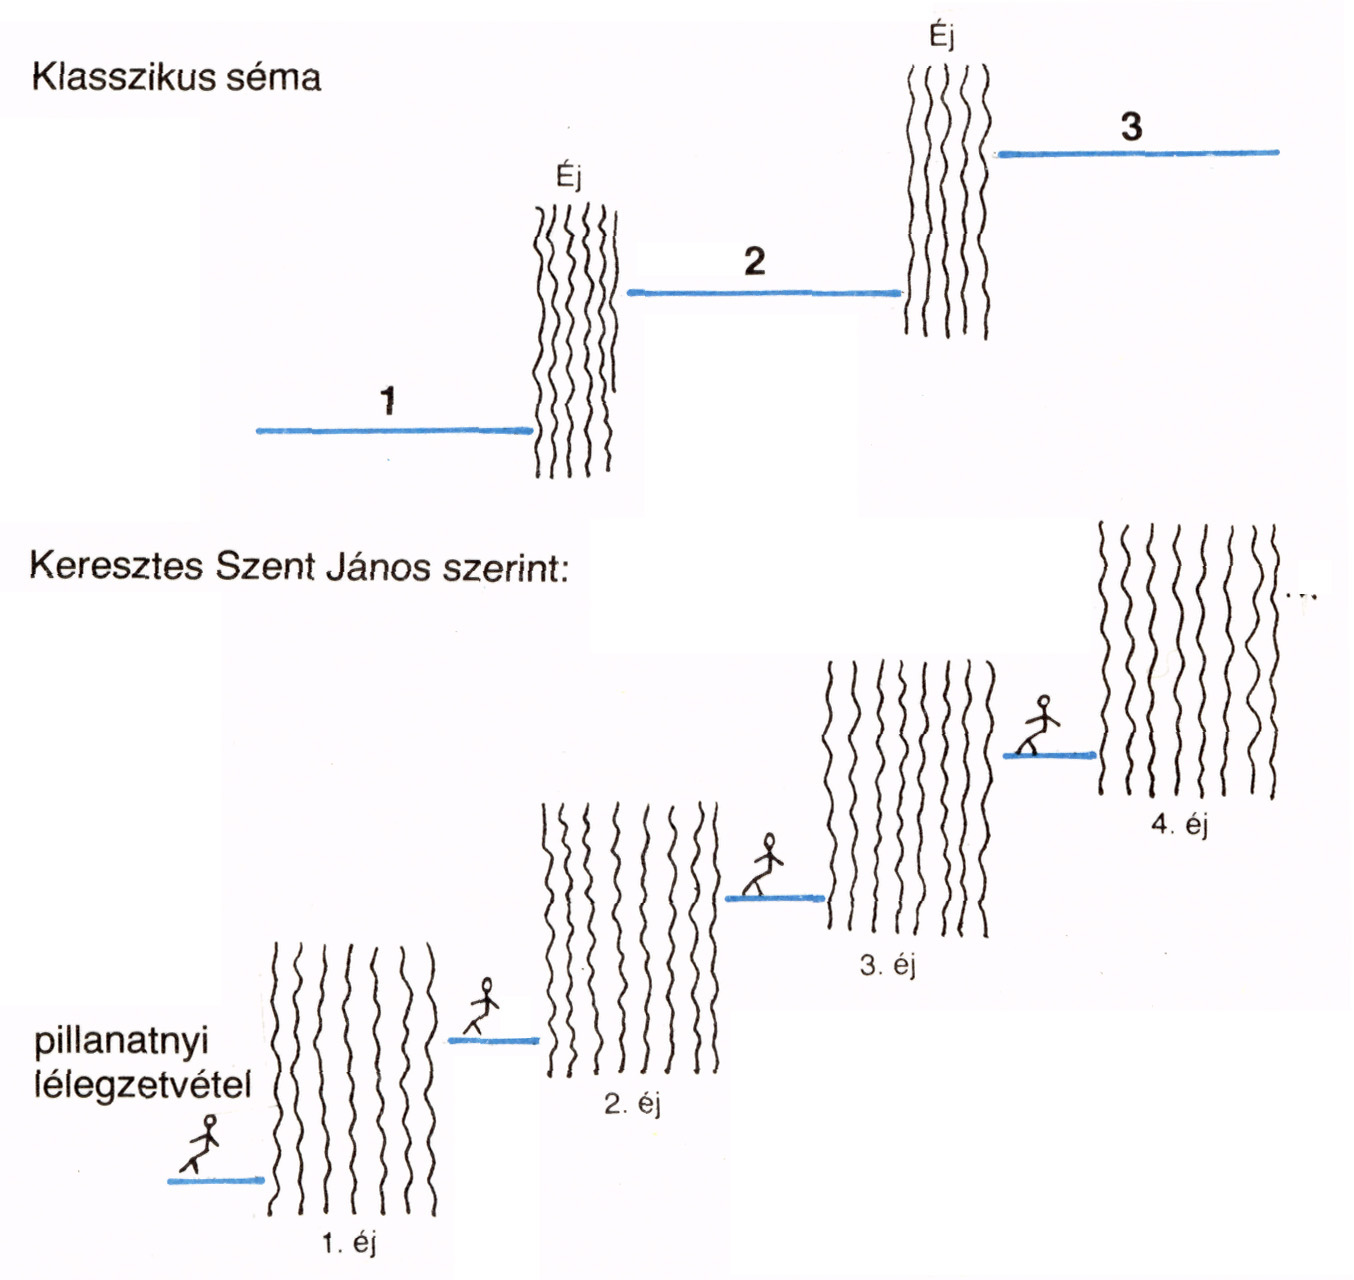 Klasszikus séma
Éj
3
Éj
2
1
Keresztes Szent János szerint:
...
4. éj
3. éj
pillanatnyi
lélegzetvétel
2. éj
1. éj